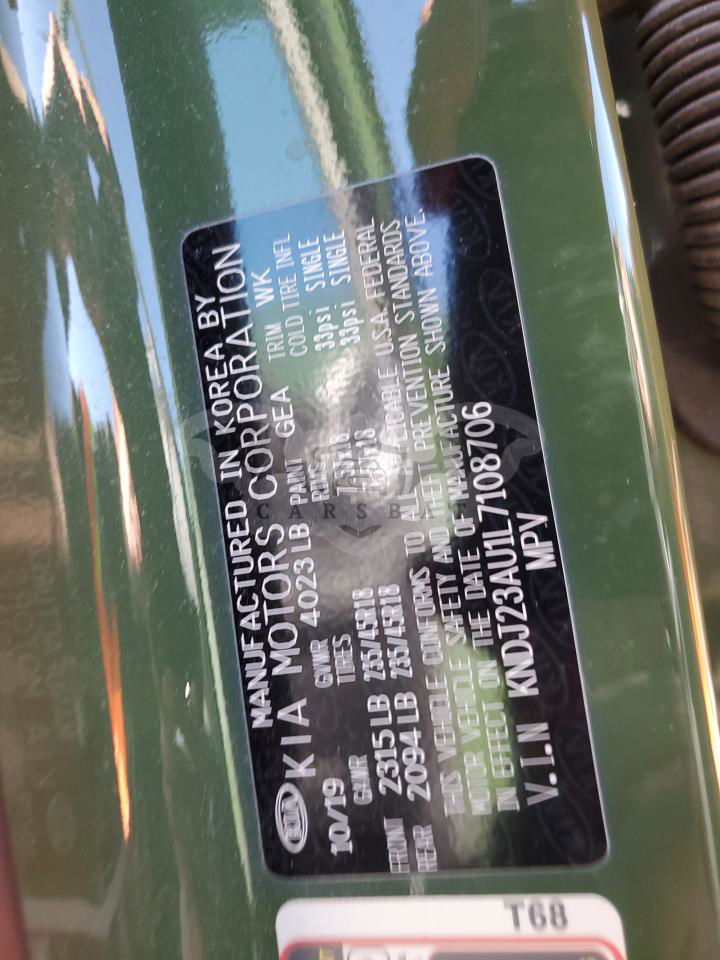 KIA
MANUFACTURED IN KOREA BY
KIA MOTORS CORPORATION
10/19 GVWR 4023 LB PAINT GEA TRIM WK
GAWR TIRES RIMS COLD TIRE INFL
FRONT 2315 LB 235/45R18 33psi SINGLE
REAR 2094 LB 235/45R18 33psi SINGLE
THIS VEHICLE CONFORMS TO ALL U.S.A. FEDERAL
MOTOR VEHICLE SAFETY AND THEFT PREVENTION STANDARDS
IN EFFECT ON THE DATE OF MANUFACTURE SHOWN ABOVE.
V.I.N KNDJ23AU1L7108706
MPV
T68
CARSBAT